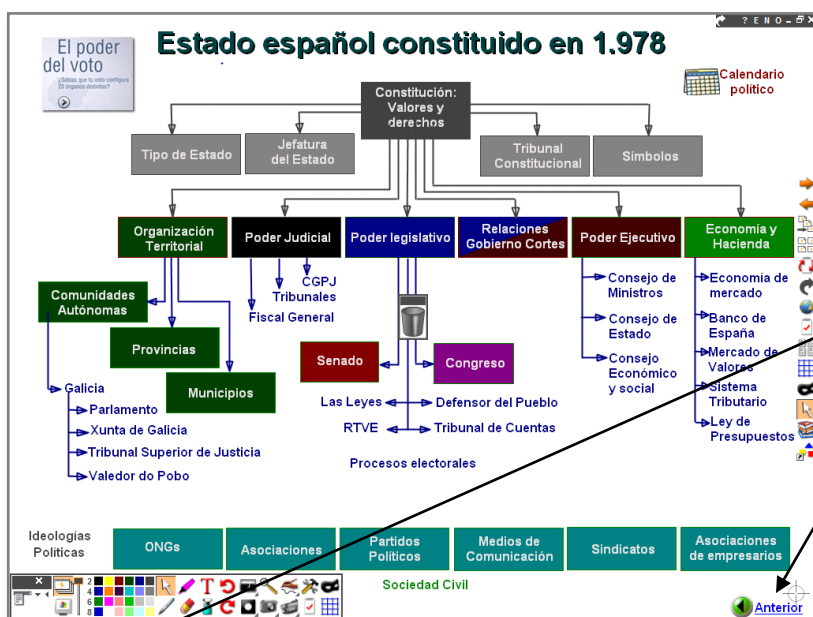 ? E N O
El poder
del voto
¿Sabías que tu voto configura
20 órganos distintos?
Estado español constituido en 1.978
Calendario
político
Constitución:
Valores y
derechos
Tipo de Estado
Jefatura
del Estado
Tribunal
Constitucional
Símbolos
Organización
Territorial
Poder Judicial
Poder legislativo
Relaciones
Gobierno Cortes
Poder Ejecutivo
Economía y
Hacienda
Comunidades
Autónomas
Provincias
Municipios
Galicia
Parlamento
Xunta de Galicia
Tribunal Superior de Justicia
Valedor do Pobo
CGPJ
Tribunales
Fiscal General
Senado
Congreso
Las Leyes
Defensor del Pueblo
RTVE
Tribunal de Cuentas
Procesos electorales
Consejo de
Ministros
Consejo de
Estado
Consejo
Económico
y social
Economía de
mercado
Banco de
España
Mercado de
Valores
Sistema
Tributario
Ley de
Presupuestos
Ideologías
Políticas
ONGs
Asociaciones
Partidos
Políticos
Medios de
Comunicación
Sindicatos
Asociaciones
de empresarios
Sociedad Civil
2
4
6
8
T
Anterior